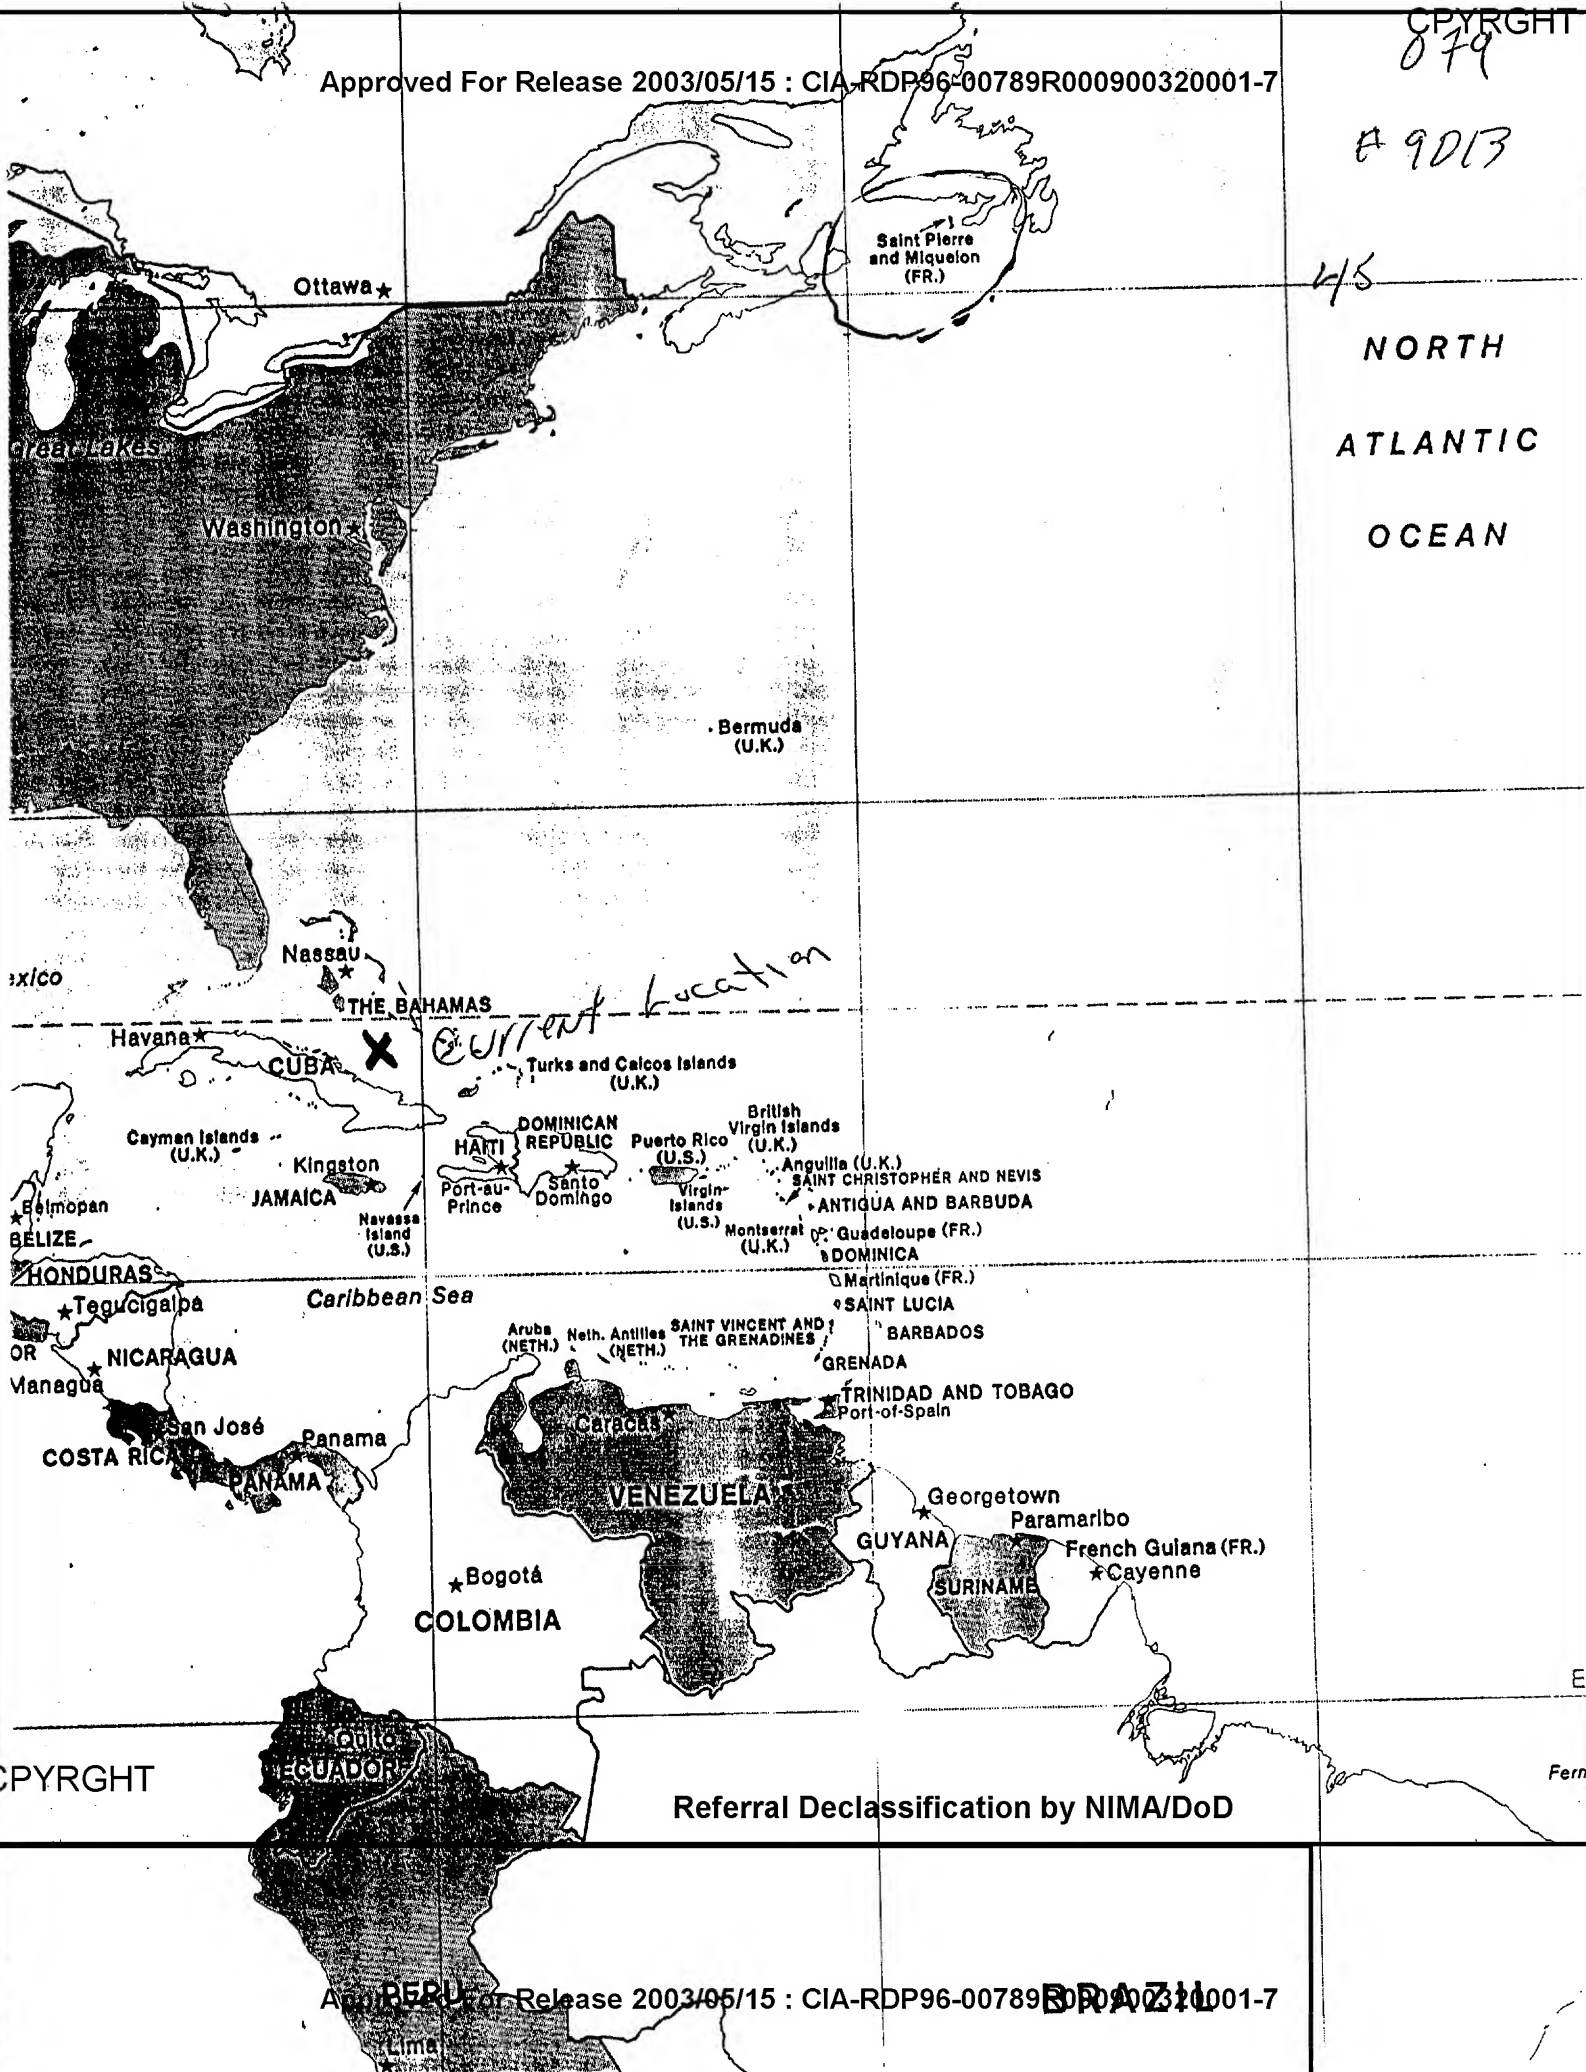 CPYRGHT
079
Approved For Release 2003/05/15 : CIA-RDP96-00789R000900320001-7
# 9013
Saint Pierre
and Miquelon
(FR.)
Ottawa
45
NORTH
ATLANTIC
OCEAN
Great Lakes
Washington
Bermuda
(U.K.)
Nassau
exico
Current Location
THE BAHAMAS
Havana
X
CUBA
Turks and Caicos Islands
(U.K.)
Cayman Islands
(U.K.)
Kingston
JAMAICA
Navassa
Island
(U.S.)
HAITI
Port-au-
Prince
DOMINICAN
REPUBLIC
Santo
Domingo
Puerto Rico
(U.S.)
Virgin
Islands
(U.S.)
British
Virgin Islands
(U.K.)
Anguilla (U.K.)
SAINT CHRISTOPHER AND NEVIS
ANTIGUA AND BARBUDA
Montserrat
(U.K.)
Guadeloupe (FR.)
DOMINICA
Martinique (FR.)
SAINT LUCIA
BARBADOS
SAINT VINCENT AND
THE GRENADINES
GRENADA
Belmopan
BELIZE
HONDURAS
Tegucigalpa
Caribbean Sea
Aruba
(NETH.)
Neth. Antilles
(NETH.)
OR
NICARAGUA
Managua
TRINIDAD AND TOBAGO
Port-of-Spain
San José
COSTA RICA
Panama
PANAMA
Caracas
VENEZUELA
Georgetown
GUYANA
Paramaribo
SURINAME
French Guiana (FR.)
Cayenne
Bogotá
COLOMBIA
E
Quito
ECUADOR
CPYRGHT
Fern
Referral Declassification by NIMA/DoD
PERU
BRAZIL
Approved For Release 2003/05/15 : CIA-RDP96-00789R000900320001-7
Lima